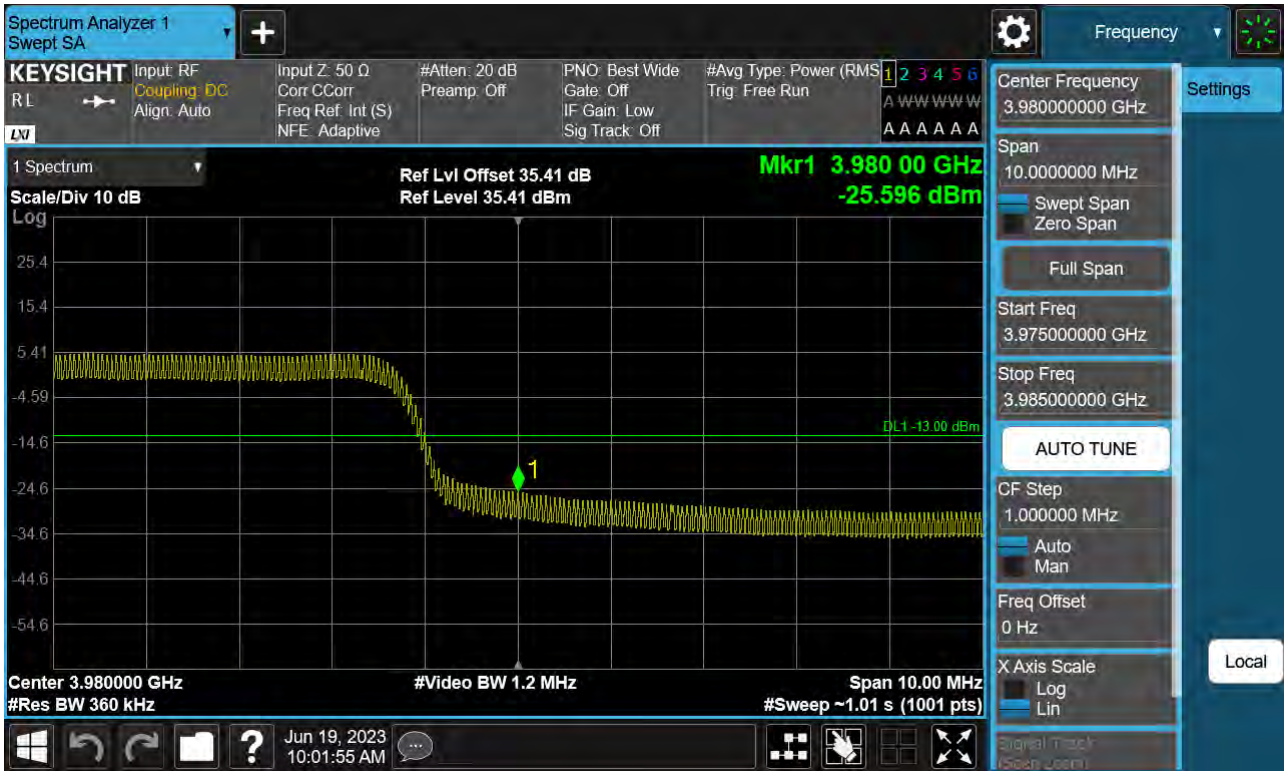 Spectrum Analyzer 1
Swept SA
+
Frequency
KEYSIGHT
RL
LXI
Input: RF
Coupling: DC
Align: Auto
Input Z: 50 Ω
Corr CCorr
Freq Ref: Int (S)
NFE: Adaptive
#Atten: 20 dB
Preamp: Off
PNO: Best Wide
Gate: Off
IF Gain: Low
Sig Track: Off
#Avg Type: Power (RMS
Trig: Free Run
1 2 3 4 5 6
A W W W W W
A A A A A A
1 Spectrum
Scale/Div 10 dB
Log
Ref Lvl Offset 35.41 dB
Ref Level 35.41 dBm
Mkr1 3.980 00 GHz
-25.596 dBm
25.4
15.4
5.41
-4.59
-14.6
-24.6
-34.6
-44.6
-54.6
DL1 -13.00 dBm
1
Center 3.980000 GHz
#Res BW 360 kHz
#Video BW 1.2 MHz
Span 10.00 MHz
#Sweep ~1.01 s (1001 pts)
Center Frequency
3.980000000 GHz
Span
10.0000000 MHz
Swept Span
Zero Span
Full Span
Start Freq
3.975000000 GHz
Stop Freq
3.985000000 GHz
AUTO TUNE
CF Step
1.000000 MHz
Auto
Man
Freq Offset
0 Hz
X Axis Scale
Log
Lin
Signal Track
(Span Zoom)
Settings
Local
?
Jun 19, 2023
10:01:55 AM